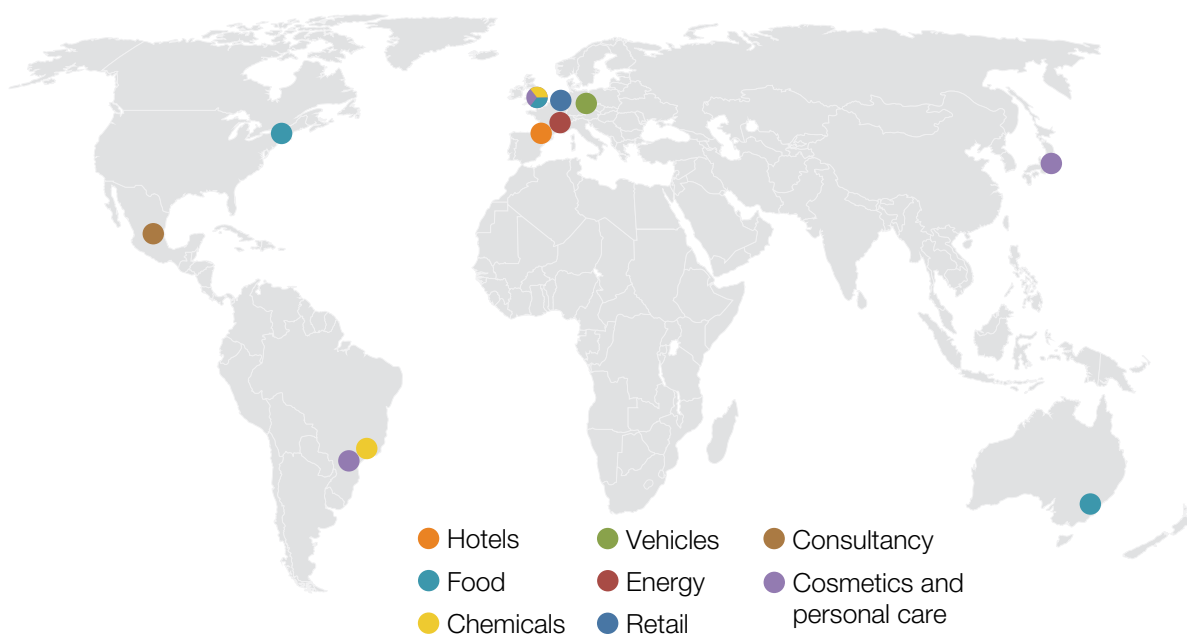 Hotels
Food
Chemicals
Vehicles
Energy
Retail
Consultancy
Cosmetics and
personal care